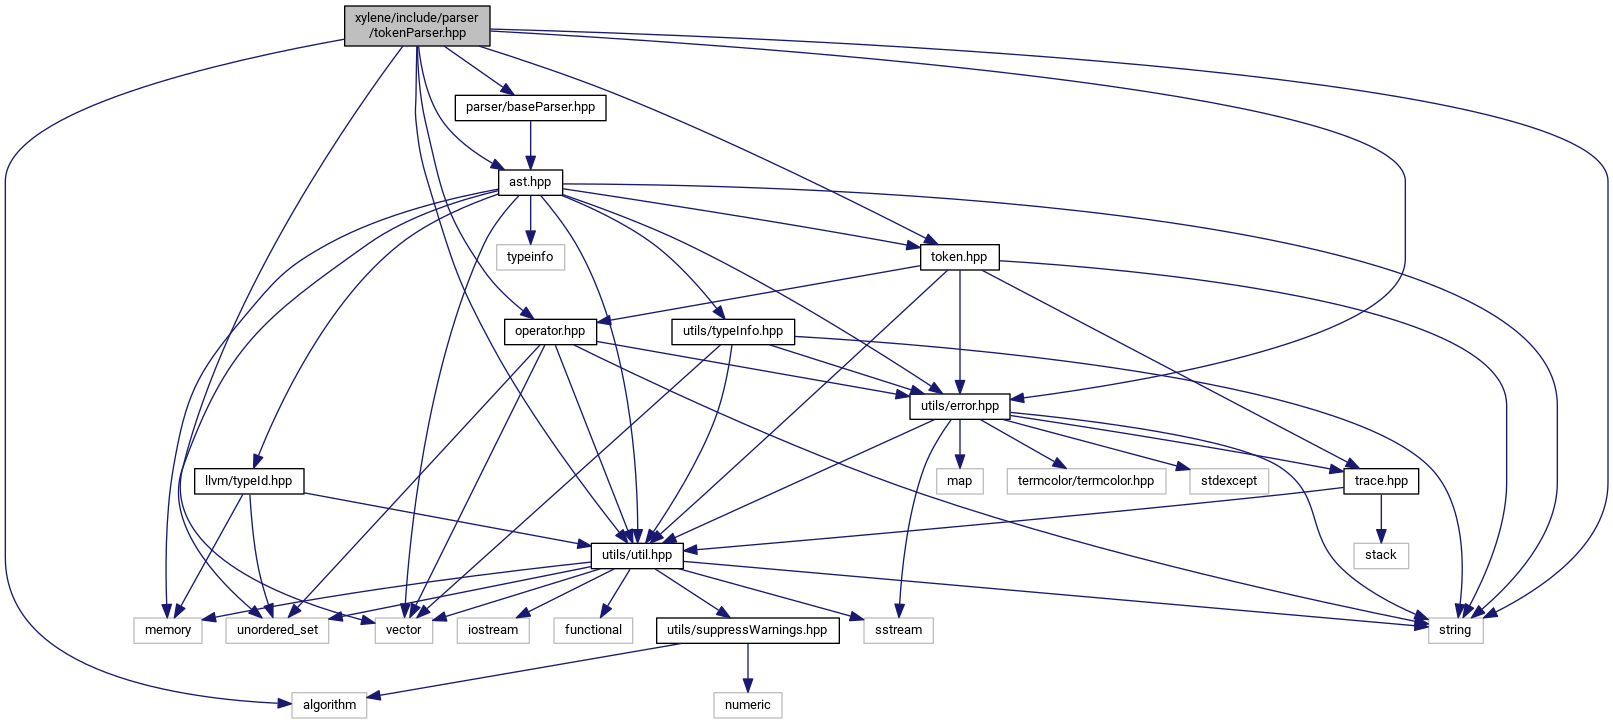 xylene/include/parser
/tokenParser.hpp
parser/baseParser.hpp
ast.hpp
typeinfo
token.hpp
operator.hpp
utils/typeInfo.hpp
utils/error.hpp
llvm/typeId.hpp
map
termcolor/termcolor.hpp
stdexcept
trace.hpp
utils/util.hpp
stack
memory
unordered_set
vector
iostream
functional
utils/suppressWarnings.hpp
sstream
string
algorithm
numeric